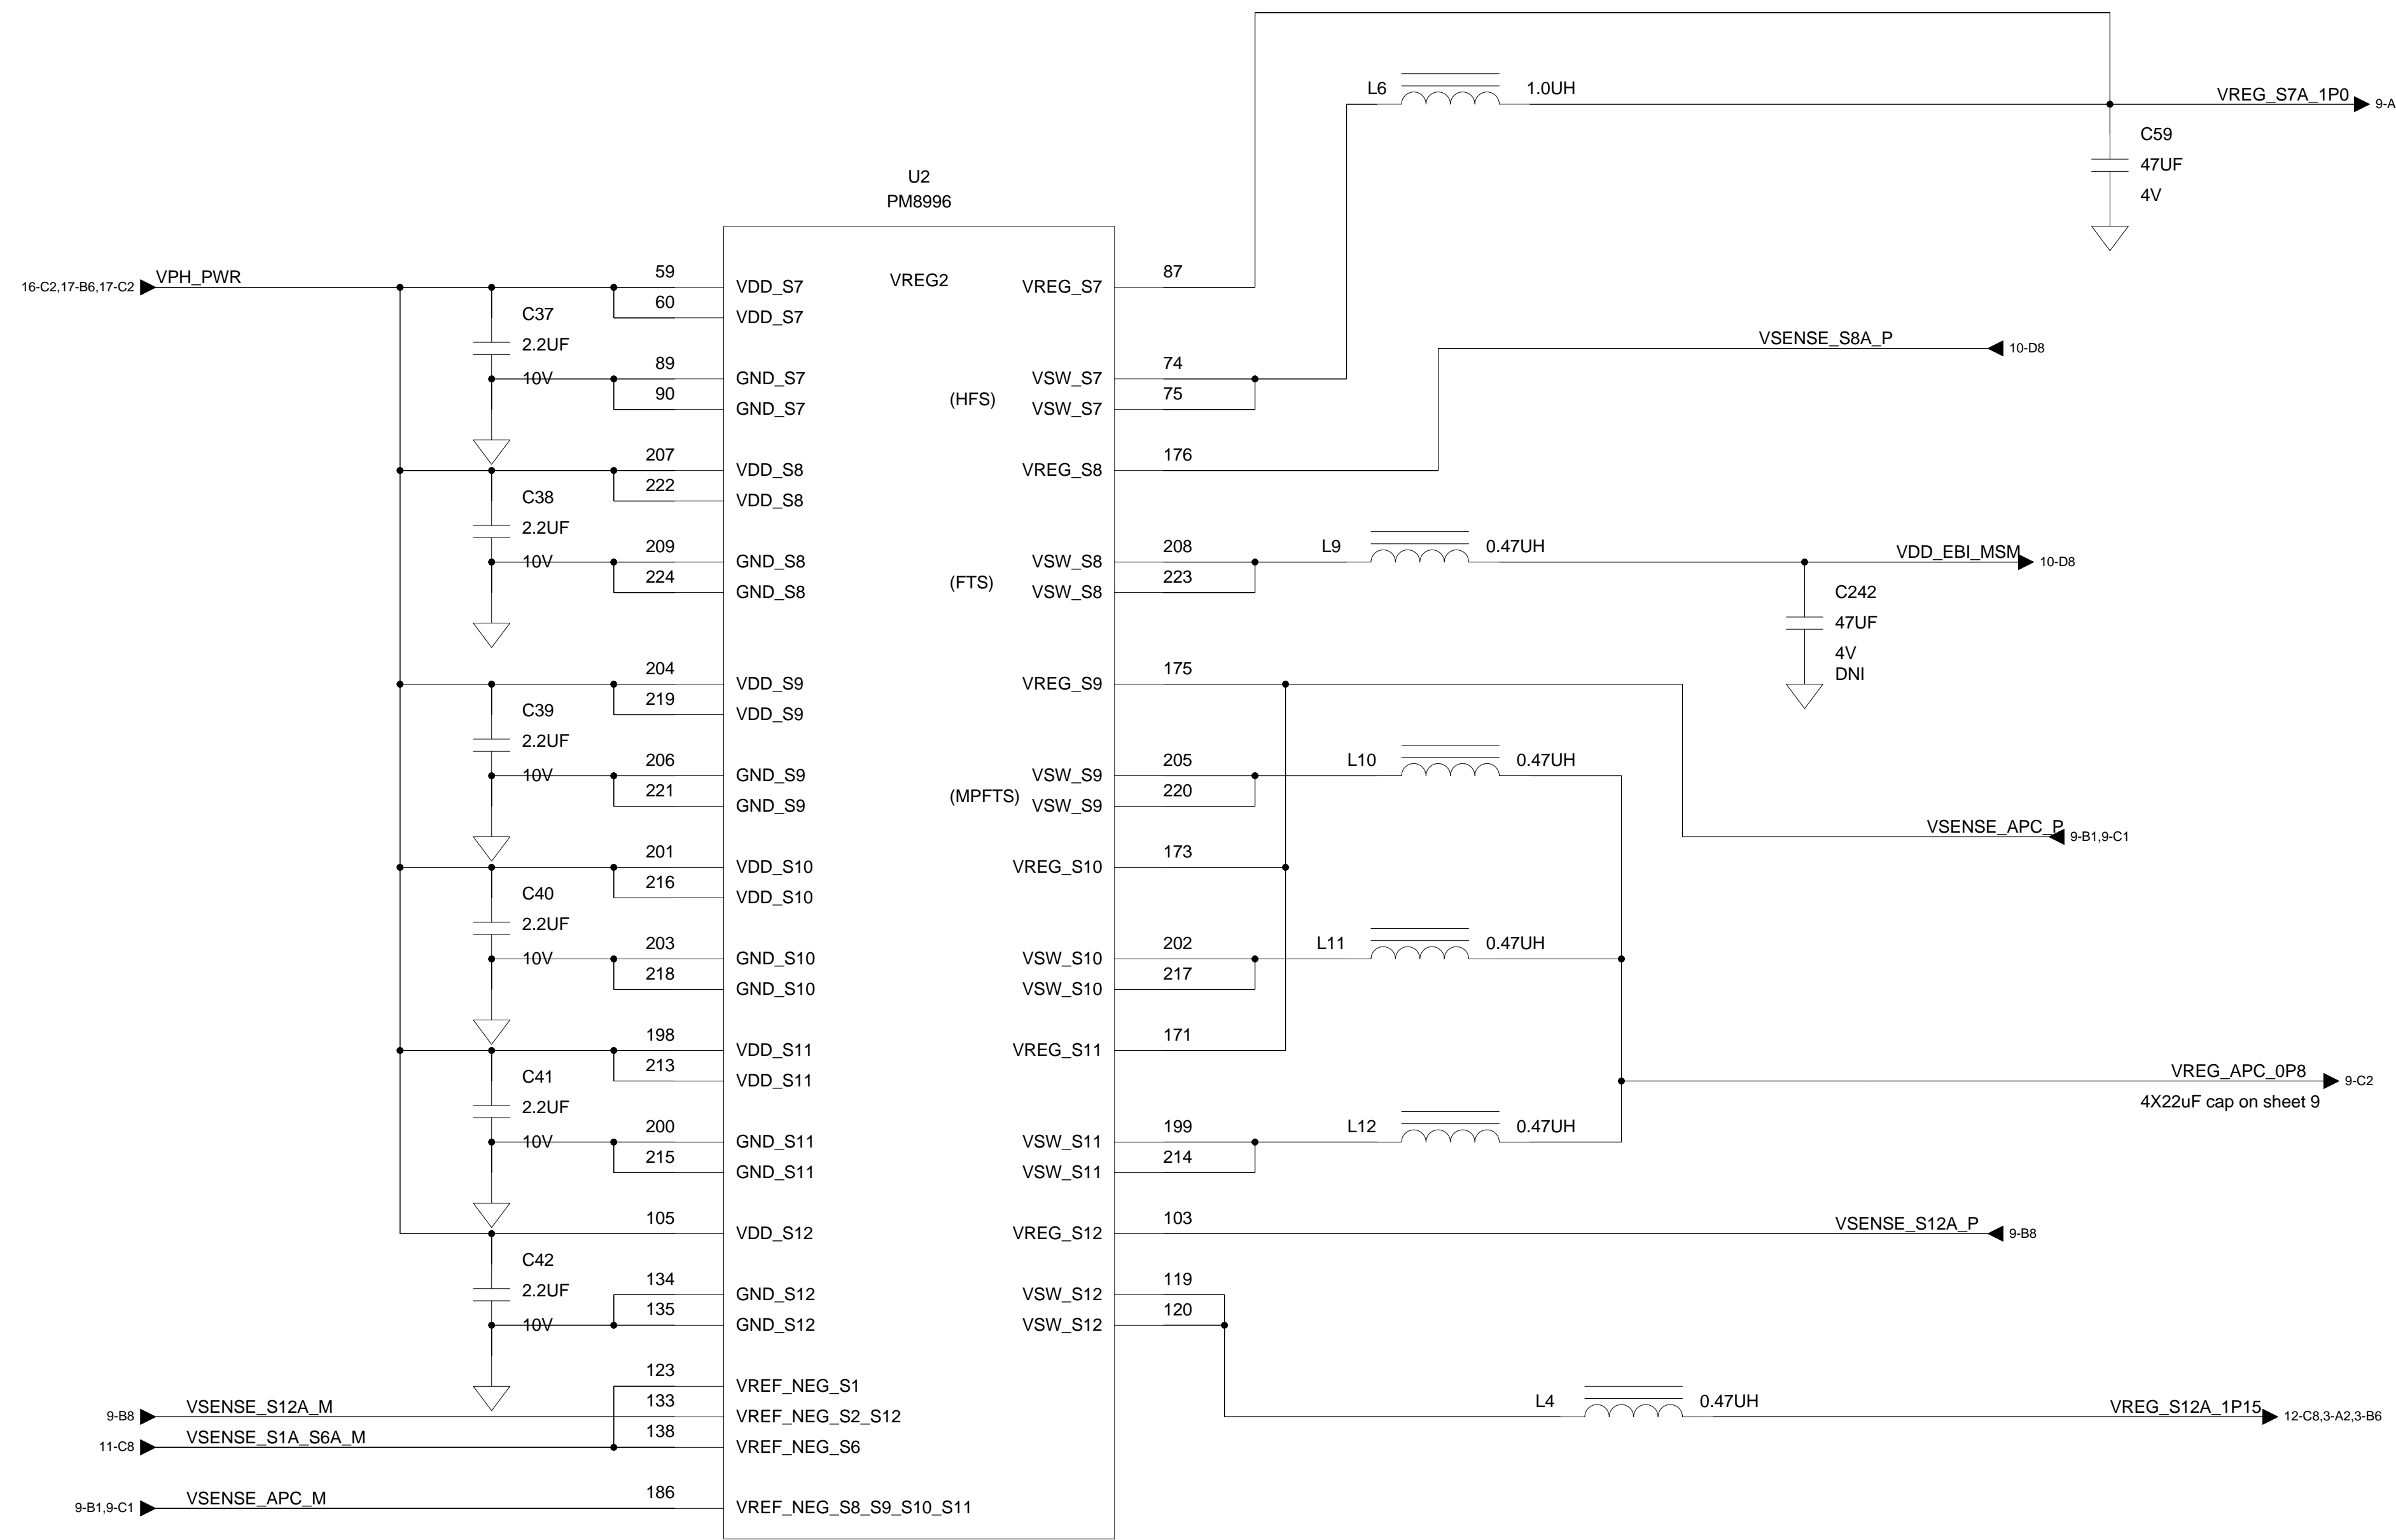 L6 1.0UH
VREG_S7A_1P0 9-A
C59
47UF
4V
U2
PM8996
16-C2,17-B6,17-C2 VPH_PWR
VREG2
59 VDD_S7
60 VDD_S7
VREG_S7 87
C37
2.2UF
10V
89 GND_S7
90 GND_S7
(HFS)
VSW_S7 74
VSW_S7 75
VSENSE_S8A_P 10-D8
207 VDD_S8
222 VDD_S8
VREG_S8 176
C38
2.2UF
10V
209 GND_S8
224 GND_S8
(FTS)
VSW_S8 208
VSW_S8 223
L9 0.47UH
VDD_EBI_MSM 10-D8
C242
47UF
4V
DNI
204 VDD_S9
219 VDD_S9
VREG_S9 175
C39
2.2UF
10V
206 GND_S9
221 GND_S9
(MPFTS)
VSW_S9 205
VSW_S9 220
L10 0.47UH
VSENSE_APC_P 9-B1,9-C1
201 VDD_S10
216 VDD_S10
VREG_S10 173
C40
2.2UF
10V
203 GND_S10
218 GND_S10
VSW_S10 202
VSW_S10 217
L11 0.47UH
198 VDD_S11
213 VDD_S11
VREG_S11 171
C41
2.2UF
10V
VREG_APC_0P8 9-C2
4X22uF cap on sheet 9
200 GND_S11
215 GND_S11
VSW_S11 199
VSW_S11 214
L12 0.47UH
105 VDD_S12
VREG_S12 103
VSENSE_S12A_P 9-B8
C42
2.2UF
10V
134 GND_S12
135 GND_S12
VSW_S12 119
VSW_S12 120
123 VREF_NEG_S1
9-B8 VSENSE_S12A_M 133 VREF_NEG_S2_S12
11-C8 VSENSE_S1A_S6A_M 138 VREF_NEG_S6
L4 0.47UH
VREG_S12A_1P15 12-C8,3-A2,3-B6
9-B1,9-C1 VSENSE_APC_M 186 VREF_NEG_S8_S9_S10_S11